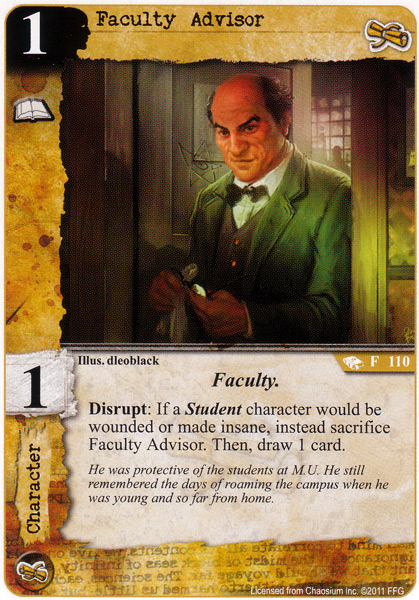 1
Faculty Advisor
Illus. dleoblack
F 110
1
Character
Faculty.
Disrupt: If a Student character would be
wounded or made insane, instead sacrifice
Faculty Advisor. Then, draw 1 card.
He was protective of the students at M.U. He still
remembered the days of roaming the campus when he
was young and so far from home.
Licensed from Chaosium Inc. ©2011 FFG